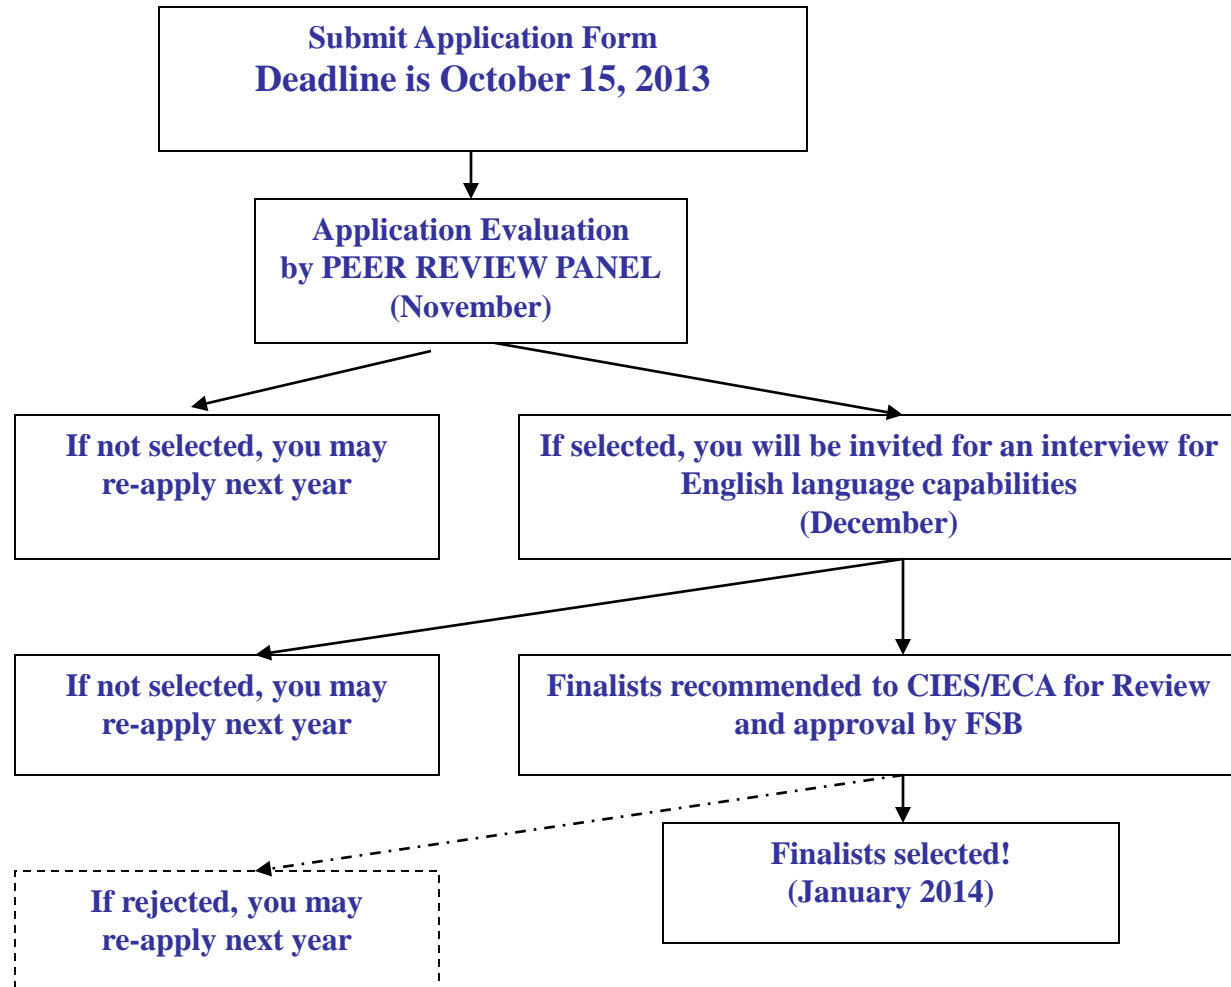 Submit Application Form
Deadline is October 15, 2013
Application Evaluation
by PEER REVIEW PANEL
(November)
If not selected, you may
re-apply next year
If selected, you will be invited for an interview for
English language capabilities
(December)
If not selected, you may
re-apply next year
Finalists recommended to CIES/ECA for Review
and approval by FSB
Finalists selected!
(January 2014)
If rejected, you may
re-apply next year